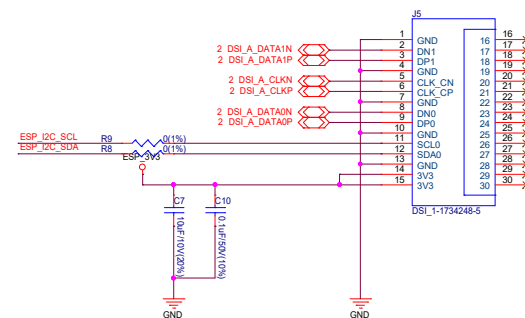 J5
1 GND 16 16
2 DSI_A_DATA1N 2 DN1 17 17
2 DSI_A_DATA1P 3 DP1 18 18
4 GND 19 19
2 DSI_A_CLKN 5 CLK_CN 20 20
2 DSI_A_CLKP 6 CLK_CP 21 21
7 GND 22 22
2 DSI_A_DATA0N 8 DN0 23 23
2 DSI_A_DATA0P 9 DP0 24 24
10 GND 25 25
ESP_I2C_SCL R9 0(1%) 11 SCL0 26 26
ESP_I2C_SDA R8 0(1%) 12 SDA0 27 27
ESP_3V3 13 GND 28 28
14 3V3 29 29
15 3V3 30 30
DSI_1-1734248-5
C7
10uF/10V(20%)
C10
0.1uF/50V(10%)
GND
GND